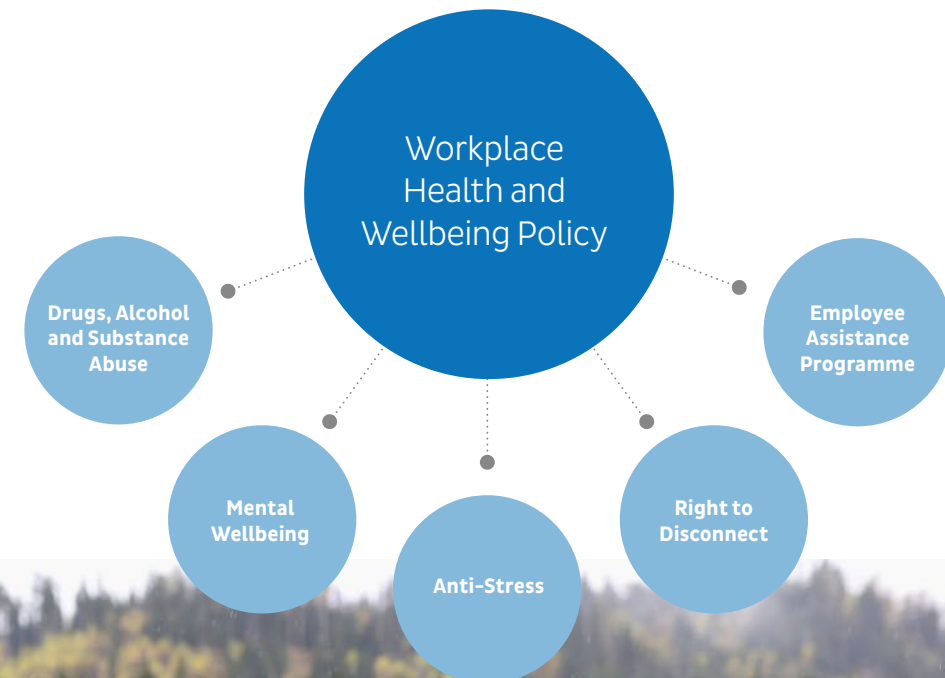 Workplace
Health and
Wellbeing Policy
Drugs, Alcohol
and Substance
Abuse
Mental
Wellbeing
Anti-Stress
Right to
Disconnect
Employee
Assistance
Programme